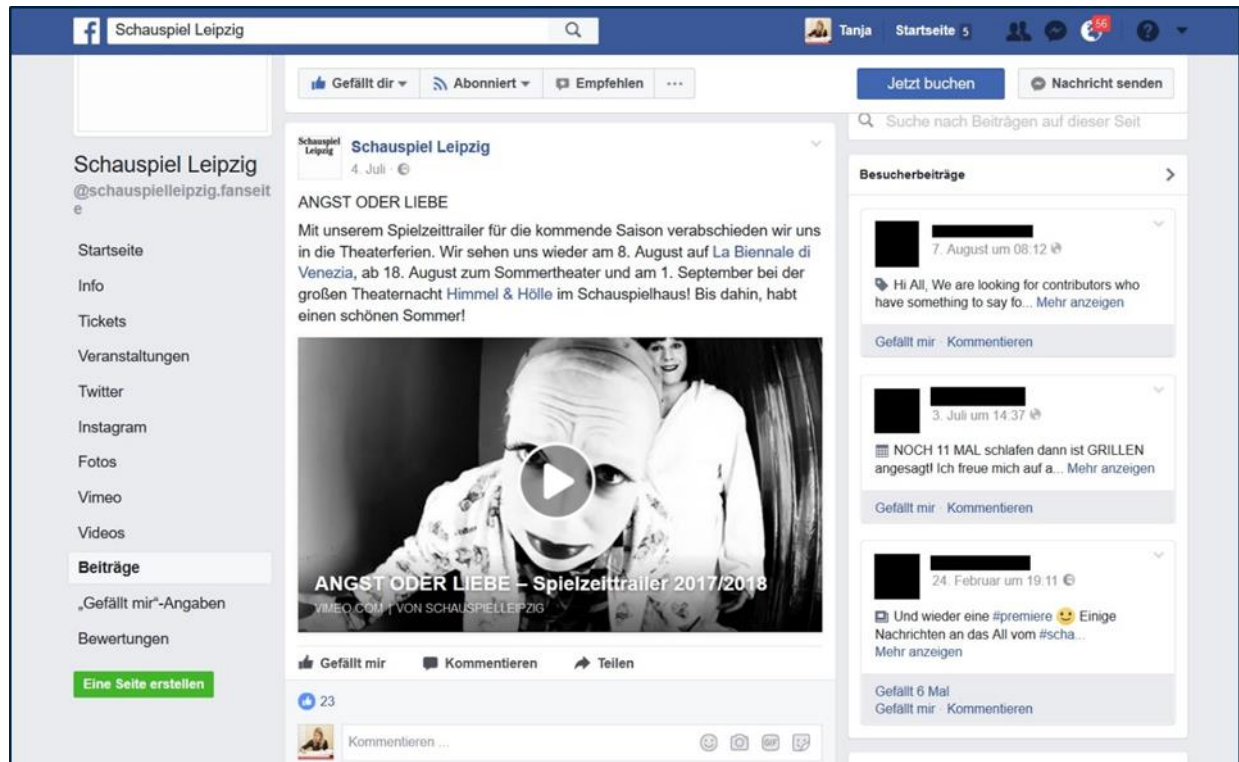 Schauspiel Leipzig
Tanja
Startseite 5
56
Gefällt dir
Abonniert
Empfehlen
Jetzt buchen
Nachricht senden
Schauspiel Leipzig
@schauspielleipzig.fanseit
e
Startseite
Info
Tickets
Veranstaltungen
Twitter
Instagram
Fotos
Vimeo
Videos
Beiträge
„Gefällt mir“-Angaben
Bewertungen
Eine Seite erstellen
Schauspiel
Leipzig
Schauspiel Leipzig
4. Juli ·
ANGST ODER LIEBE
Mit unserem Spielzeittrailer für die kommende Saison verabschieden wir uns
in die Theaterferien. Wir sehen uns wieder am 8. August auf La Biennale di
Venezia, ab 18. August zum Sommertheater und am 1. September bei der
großen Theaternacht Himmel & Hölle im Schauspielhaus! Bis dahin, habt
einen schönen Sommer!
ANGST ODER LIEBE – Spielzeittrailer 2017/2018
VIMEO.COM | VON SCHAUSPIELLEIPZIG
Gefällt mir
Kommentieren
Teilen
23
Kommentieren ...
GIF
Suche nach Beiträgen auf dieser Seit
Besucherbeiträge
7. August um 08:12
Hi All, We are looking for contributors who
have something to say fo... Mehr anzeigen
Gefällt mir · Kommentieren
3. Juli um 14:37
NOCH 11 MAL schlafen dann ist GRILLEN
angesagt! Ich freue mich auf a... Mehr anzeigen
Gefällt mir · Kommentieren
24. Februar um 19:11
Und wieder eine #premiere 🙂 Einige
Nachrichten an das All vom #scha...
Mehr anzeigen
Gefällt 6 Mal
Gefällt mir · Kommentieren